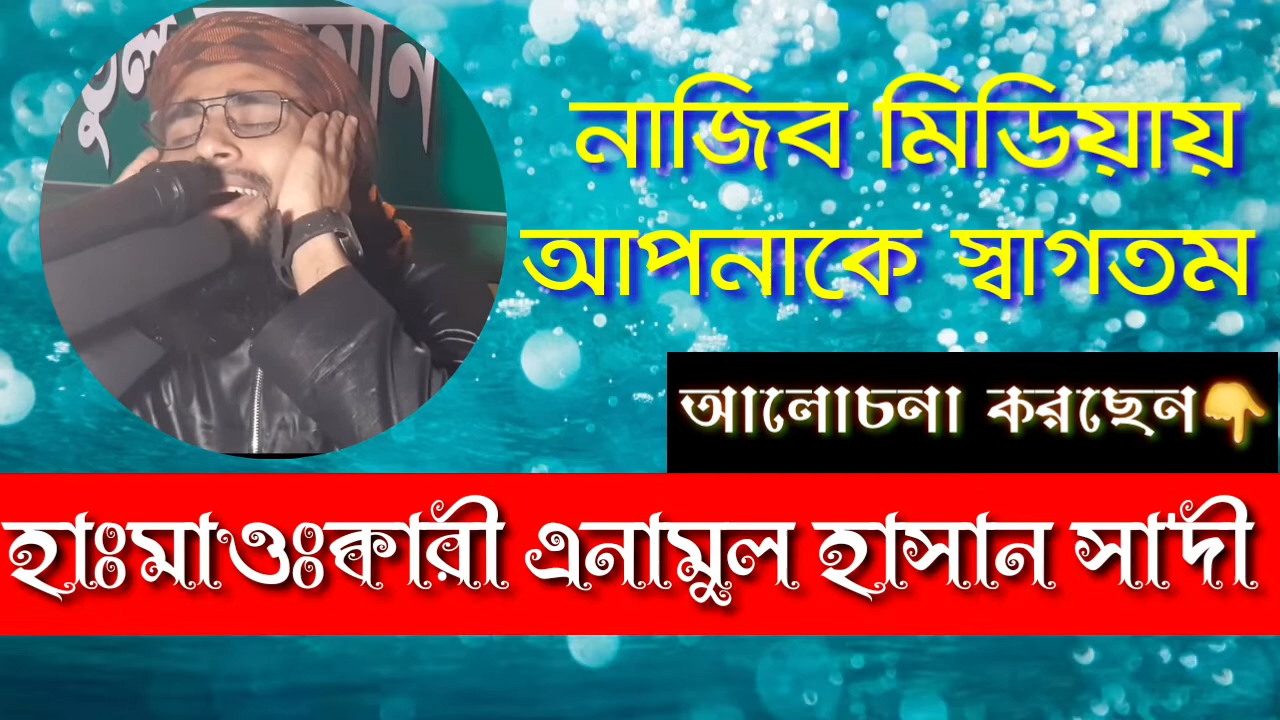 নাজিব মিডিয়ায়
আপনাকে স্বাগতম
আলোচনা করছেন👇
হাঃমাওঃক্বারী এনামুল হাসান সা'দী